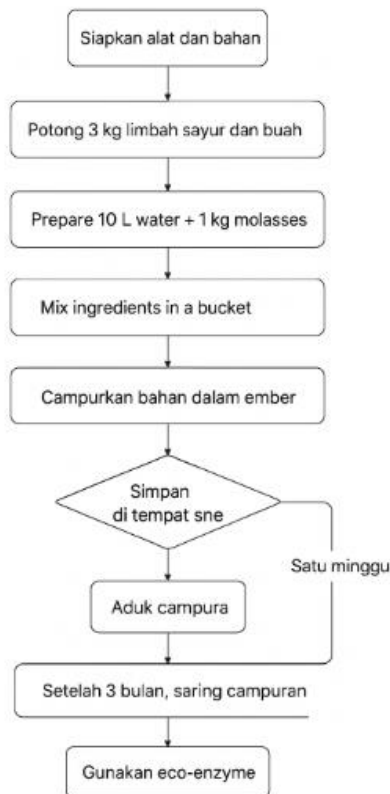 Siapkan alat dan bahan
Potong 3 kg limbah sayur dan buah
Prepare 10 L water + 1 kg molasses
Mix ingredients in a bucket
Campurkan bahan dalam ember
Simpan
di tempat sne
Satu minggu
Aduk campura
Setelah 3 bulan, saring campuran
Gunakan eco-enzyme